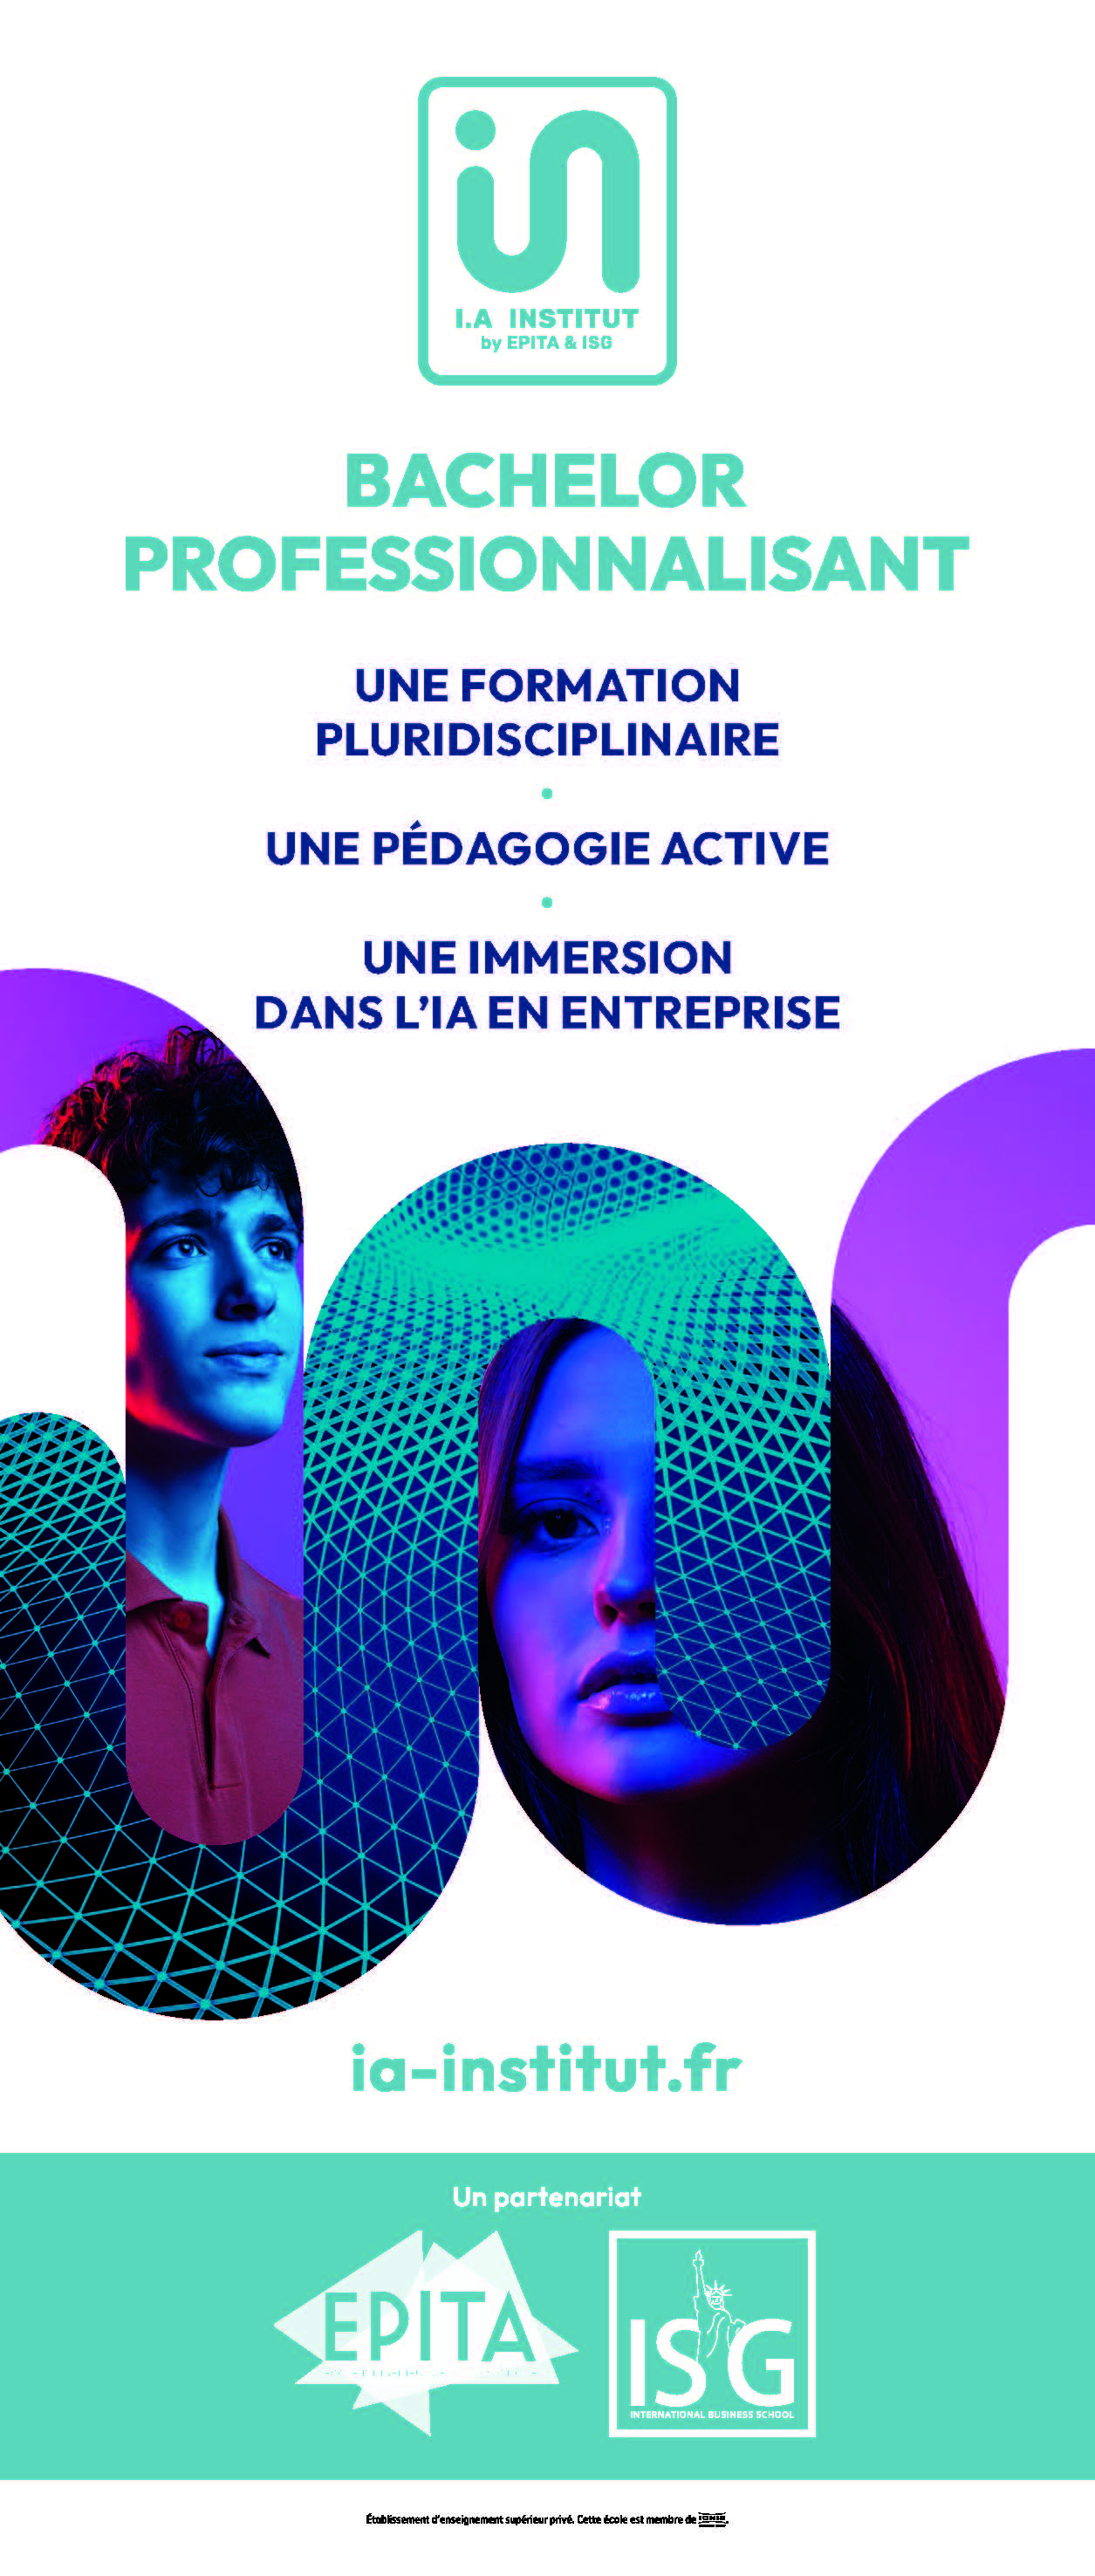 I.A INSTITUT
by EPITA & ISG
BACHELOR
PROFESSIONNALISANT
UNE FORMATION
PLURIDISCIPLINAIRE
UNE PÉDAGOGIE ACTIVE
UNE IMMERSION
DANS L'IA EN ENTREPRISE
ia-institut.fr
Un partenariat
EPITA
ISG
INTERNATIONAL BUSINESS SCHOOL
Établissement d'enseignement supérieur privé. Cette école est membre de